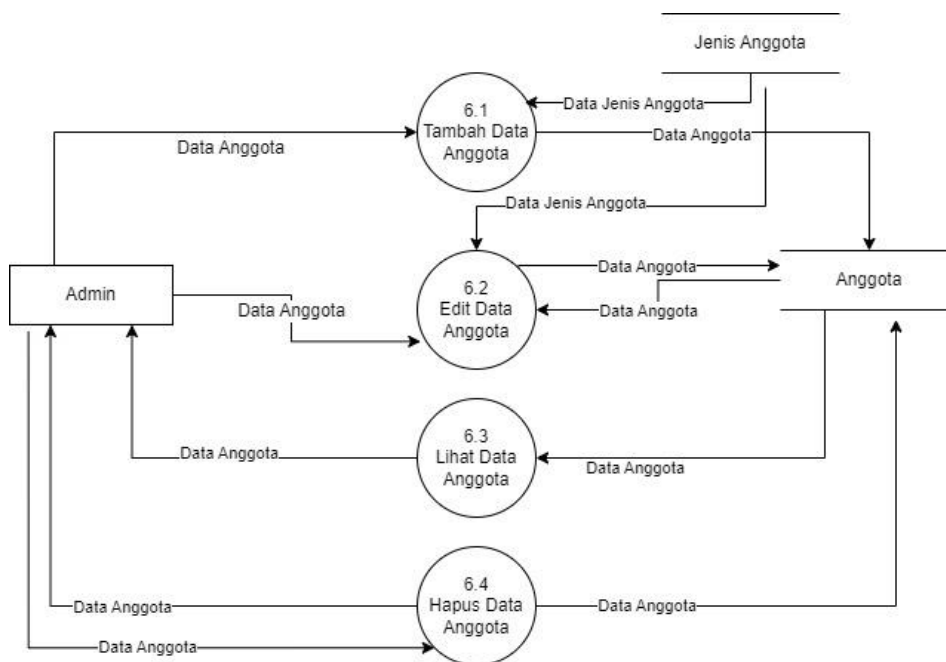 Jenis Anggota
Data Jenis Anggota
6.1
Tambah Data
Anggota
Data Anggota
Data Anggota
Data Jenis Anggota
Admin
Data Anggota
6.2
Edit Data
Anggota
Data Anggota
Data Anggota
Anggota
6.3
Lihat Data
Anggota
Data Anggota
Data Anggota
6.4
Hapus Data
Anggota
Data Anggota
Data Anggota
Data Anggota